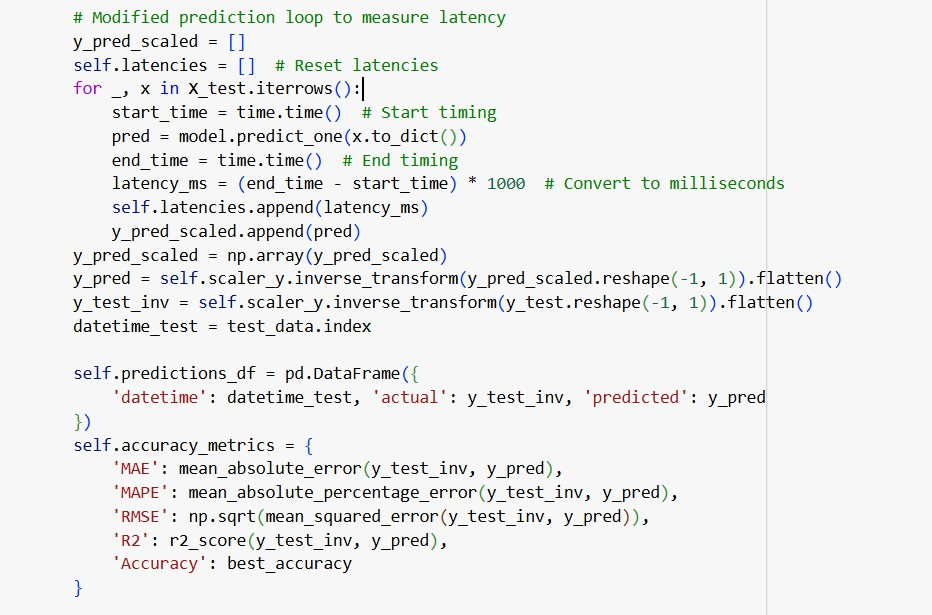 # Modified prediction loop to measure latency
y_pred_scaled = []
self.latencies = []  # Reset latencies
for _, x in X_test.iterrows():
    start_time = time.time()  # Start timing
    pred = model.predict_one(x.to_dict())
    end_time = time.time()  # End timing
    latency_ms = (end_time - start_time) * 1000  # Convert to milliseconds
    self.latencies.append(latency_ms)
    y_pred_scaled.append(pred)
y_pred_scaled = np.array(y_pred_scaled)
y_pred = self.scaler_y.inverse_transform(y_pred_scaled.reshape(-1, 1)).flatten()
y_test_inv = self.scaler_y.inverse_transform(y_test.reshape(-1, 1)).flatten()
datetime_test = test_data.index

self.predictions_df = pd.DataFrame({
    'datetime': datetime_test, 'actual': y_test_inv, 'predicted': y_pred
})
self.accuracy_metrics = {
    'MAE': mean_absolute_error(y_test_inv, y_pred),
    'MAPE': mean_absolute_percentage_error(y_test_inv, y_pred),
    'RMSE': np.sqrt(mean_squared_error(y_test_inv, y_pred)),
    'R2': r2_score(y_test_inv, y_pred),
    'Accuracy': best_accuracy
}